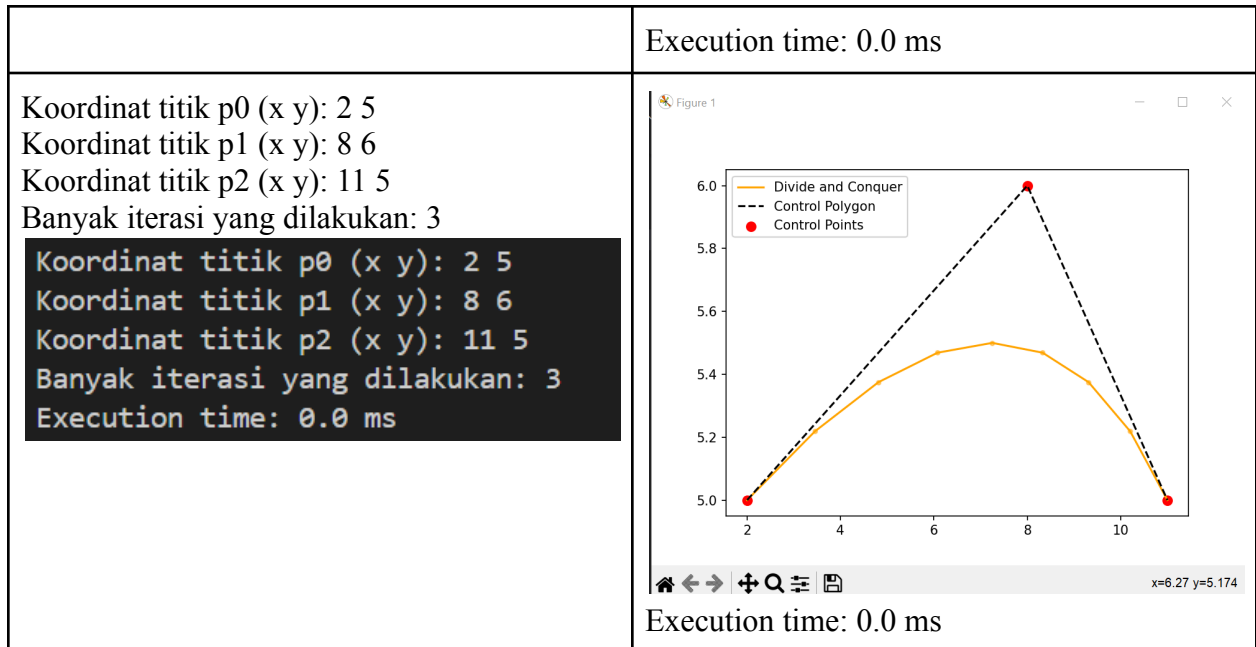 Execution time: 0.0 ms
Koordinat titik p0 (x y): 2 5
Koordinat titik p1 (x y): 8 6
Koordinat titik p2 (x y): 11 5
Banyak iterasi yang dilakukan: 3
Koordinat titik p0 (x y): 2 5
Koordinat titik p1 (x y): 8 6
Koordinat titik p2 (x y): 11 5
Banyak iterasi yang dilakukan: 3
Execution time: 0.0 ms
Figure 1
Divide and Conquer
Control Polygon
Control Points
6.0
5.8
5.6
5.4
5.2
5.0
2 4 6 8 10
x=6.27 y=5.174
Execution time: 0.0 ms